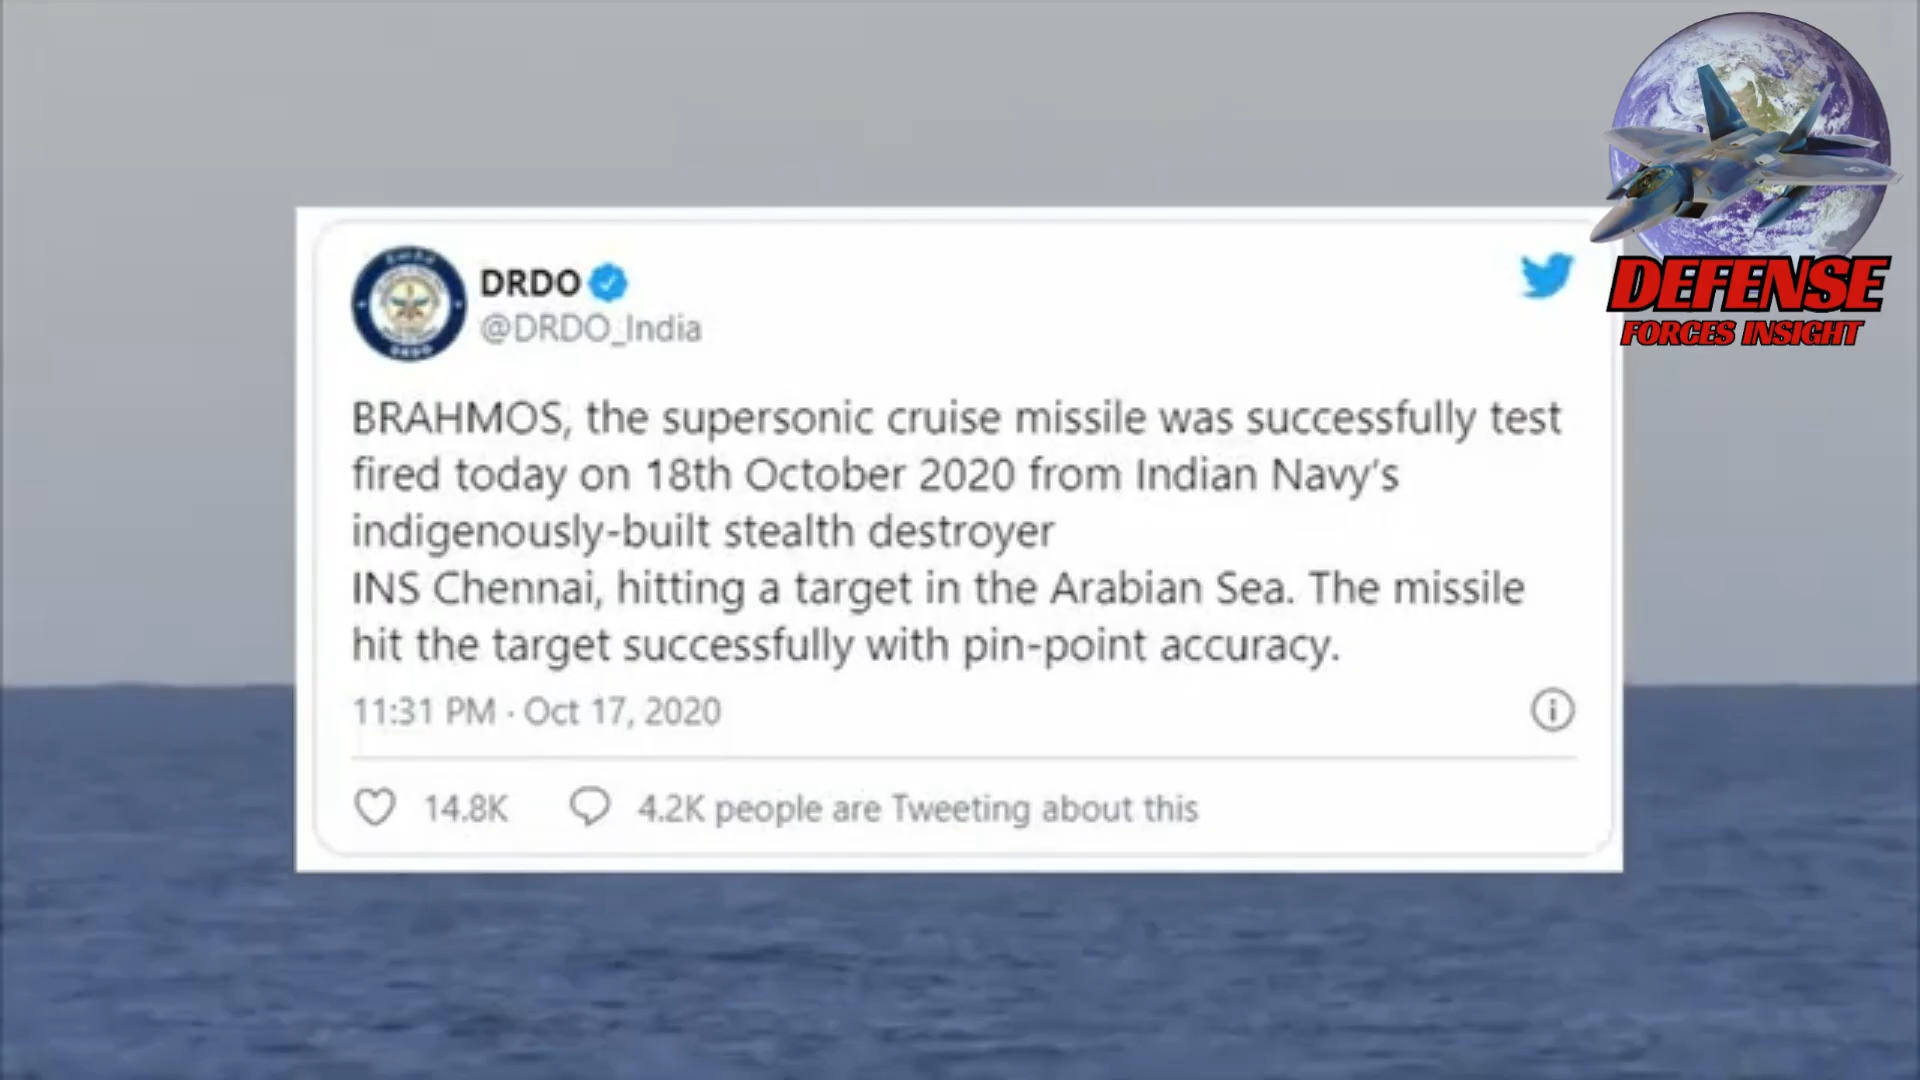 DEFENSE
FORCES INSIGHT
DRDO
@DRDO_India
BRAHMOS, the supersonic cruise missile was successfully test
fired today on 18th October 2020 from Indian Navy's
indigenously-built stealth destroyer
INS Chennai, hitting a target in the Arabian Sea. The missile
hit the target successfully with pin-point accuracy.
11:31 PM · Oct 17, 2020
14.8K 4.2K people are Tweeting about this